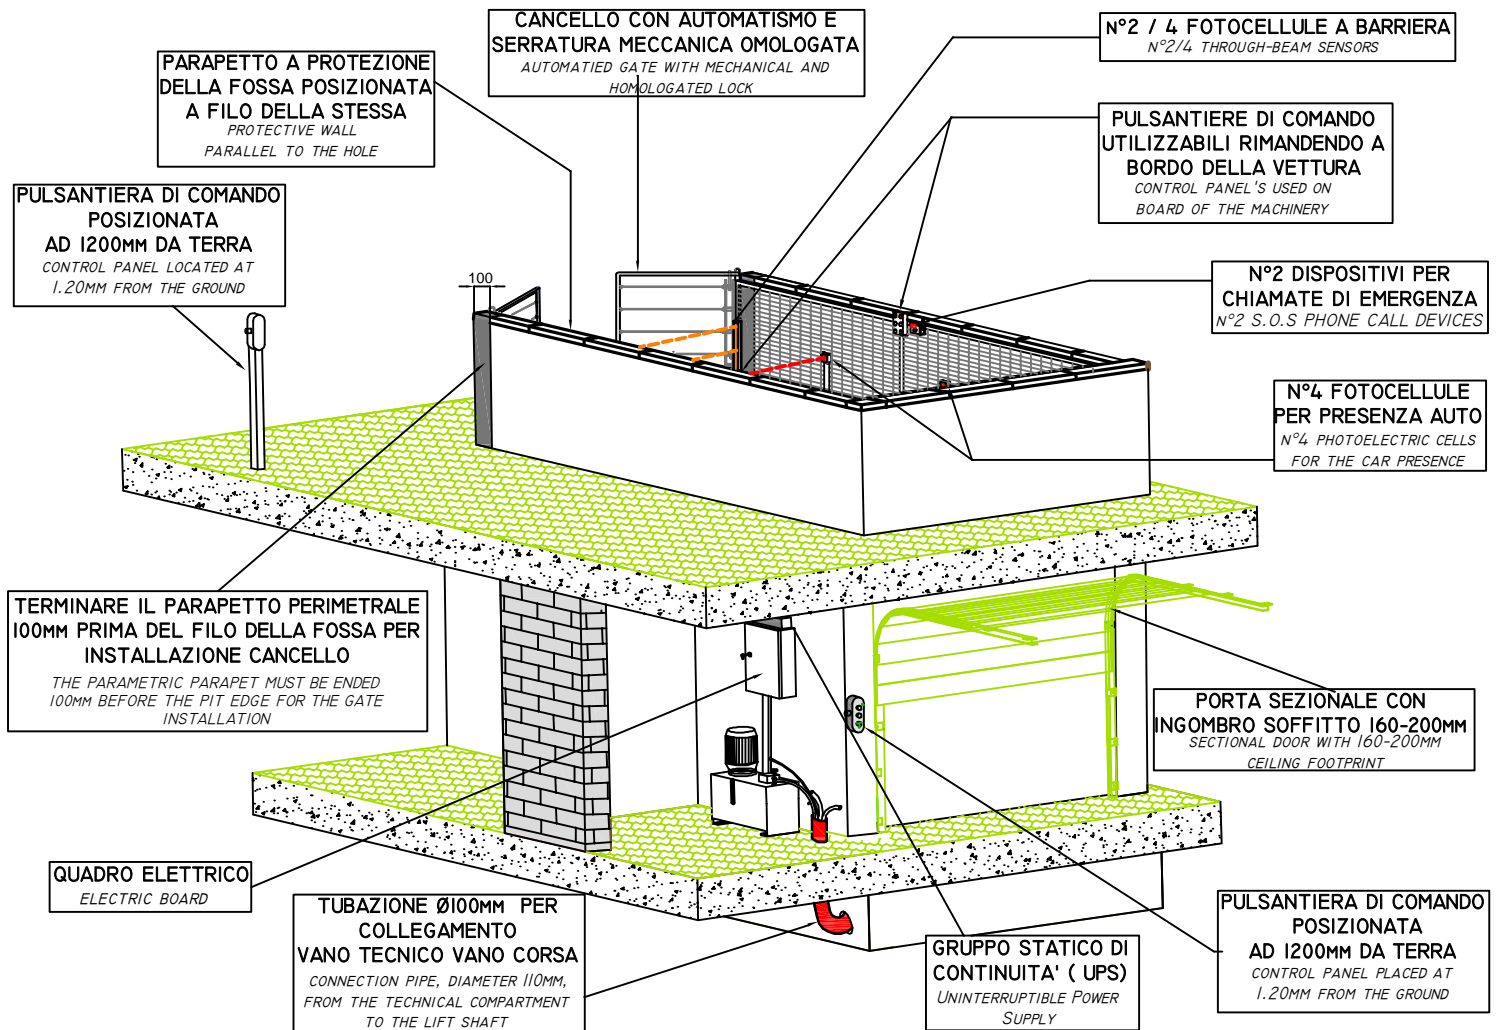 CANCELLO CON AUTOMATISMO E
SERRATURA MECCANICA OMOLOGATA
AUTOMATIED GATE WITH MECHANICAL AND
HOMOLOGATED LOCK
N°2 / 4 FOTOCELLULE A BARRIERA
N°2/4 THROUGH-BEAM SENSORS
PARAPETTO A PROTEZIONE
DELLA FOSSA POSIZIONATA
A FILO DELLA STESSA
PROTECTIVE WALL
PARALLEL TO THE HOLE
PULSANTIERE DI COMANDO
UTILIZZABILI RIMANDENDO A
BORDO DELLA VETTURA
CONTROL PANEL'S USED ON
BOARD OF THE MACHINERY
PULSANTIERA DI COMANDO
POSIZIONATA
AD 1200MM DA TERRA
CONTROL PANEL LOCATED AT
1.20MM FROM THE GROUND
100
N°2 DISPOSITIVI PER
CHIAMATE DI EMERGENZA
N°2 S.O.S PHONE CALL DEVICES
N°4 FOTOCELLULE
PER PRESENZA AUTO
N°4 PHOTOELECTRIC CELLS
FOR THE CAR PRESENCE
TERMINARE IL PARAPETTO PERIMETRALE
100MM PRIMA DEL FILO DELLA FOSSA PER
INSTALLAZIONE CANCELLO
THE PARAMETRIC PARAPET MUST BE ENDED
100MM BEFORE THE PIT EDGE FOR THE GATE
INSTALLATION
PORTA SEZIONALE CON
INGOMBRO SOFFITTO 160-200MM
SECTIONAL DOOR WITH 160-200MM
CEILING FOOTPRINT
QUADRO ELETTRICO
ELECTRIC BOARD
TUBAZIONE Ø100MM PER
COLLEGAMENTO
VANO TECNICO VANO CORSA
CONNECTION PIPE, DIAMETER 110MM,
FROM THE TECHNICAL COMPARTMENT
TO THE LIFT SHAFT
GRUPPO STATICO DI
CONTINUITA' ( UPS)
UNINTERRUPTIBLE POWER
SUPPLY
PULSANTIERA DI COMANDO
POSIZIONATA
AD 1200MM DA TERRA
CONTROL PANEL PLACED AT
1.20MM FROM THE GROUND